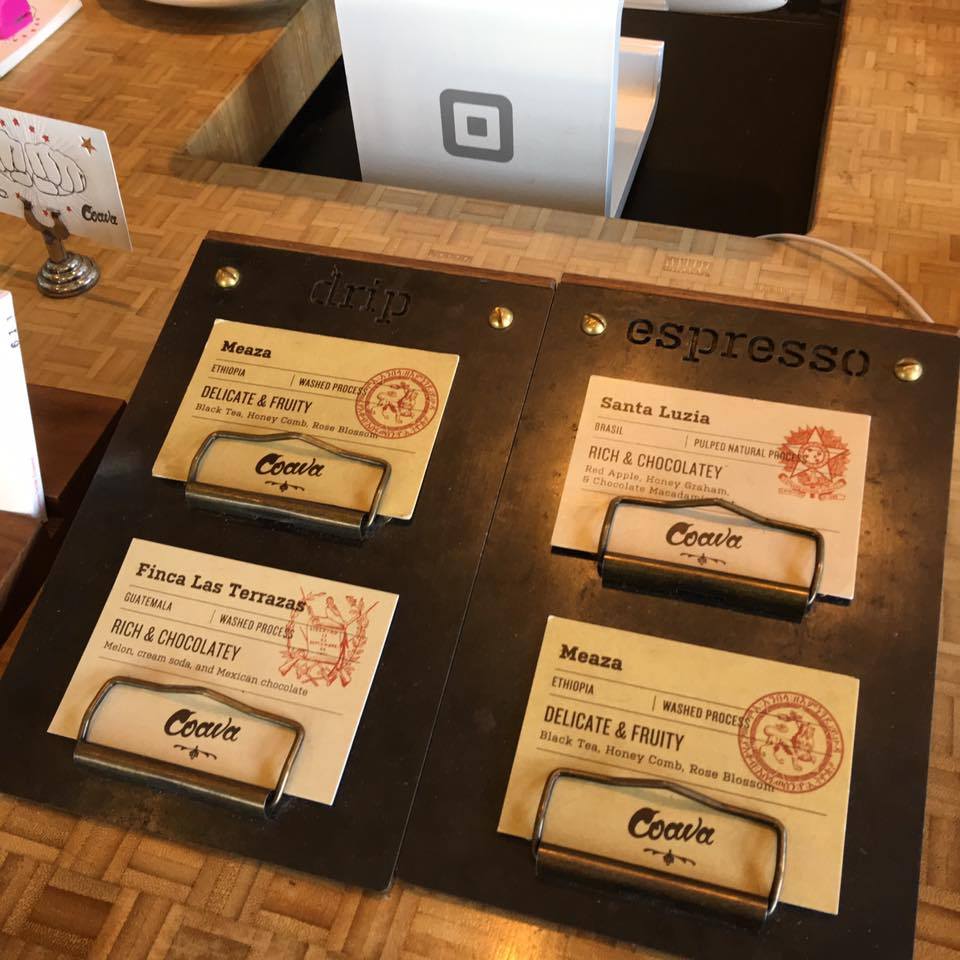 Coava
drip
Meaza
ETHIOPIA | WASHED PROCESS
DELICATE & FRUITY
Black Tea, Honey Comb, Rose Blossom
Coava
Finca Las Terrazas
GUATEMALA | WASHED PROCESS
RICH & CHOCOLATEY
Melon, cream soda, and Mexican chocolate
Coava
espresso
Santa Luzia
BRASIL | PULPED NATURAL PROCESS
RICH & CHOCOLATEY
Red Apple, Honey Graham,
& Chocolate Macadamia
Coava
Meaza
ETHIOPIA | WASHED PROCESS
DELICATE & FRUITY
Black Tea, Honey Comb, Rose Blossom
Coava